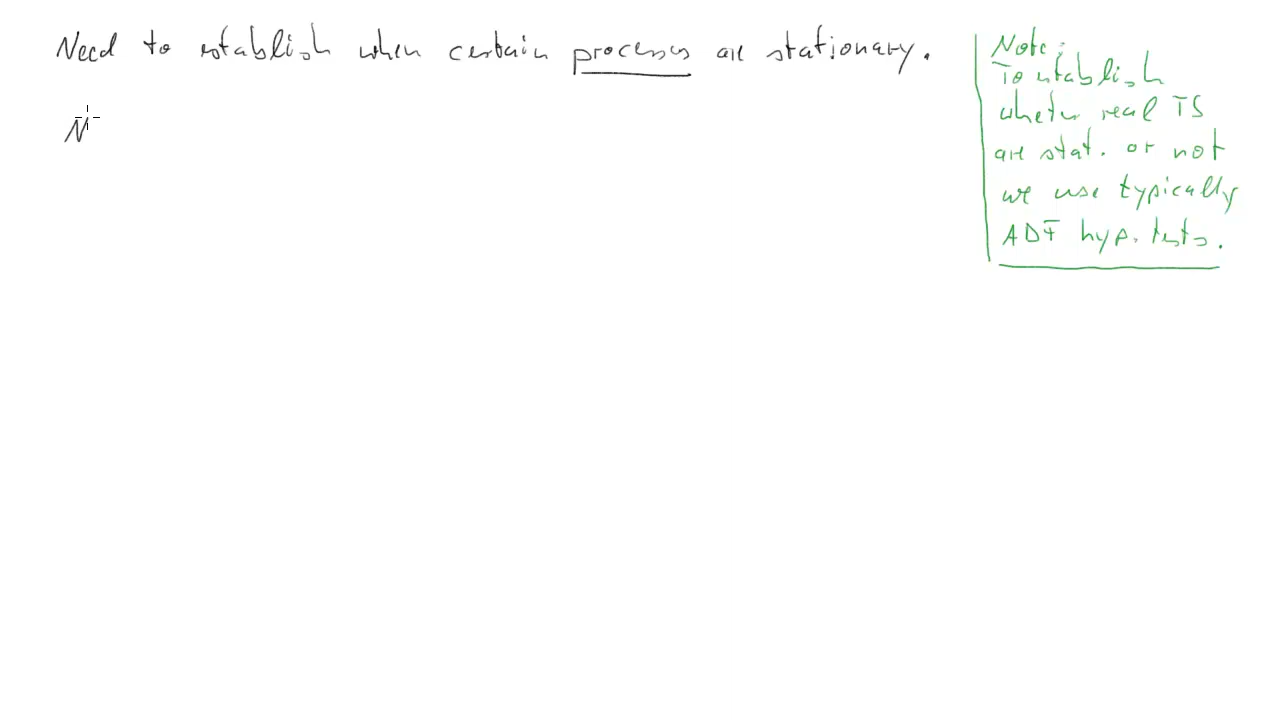 Need to establish when certain processes are stationary.
N
Note:
To establish
whether real TS
are stat. or not
we use typically
ADF hyp. tests.